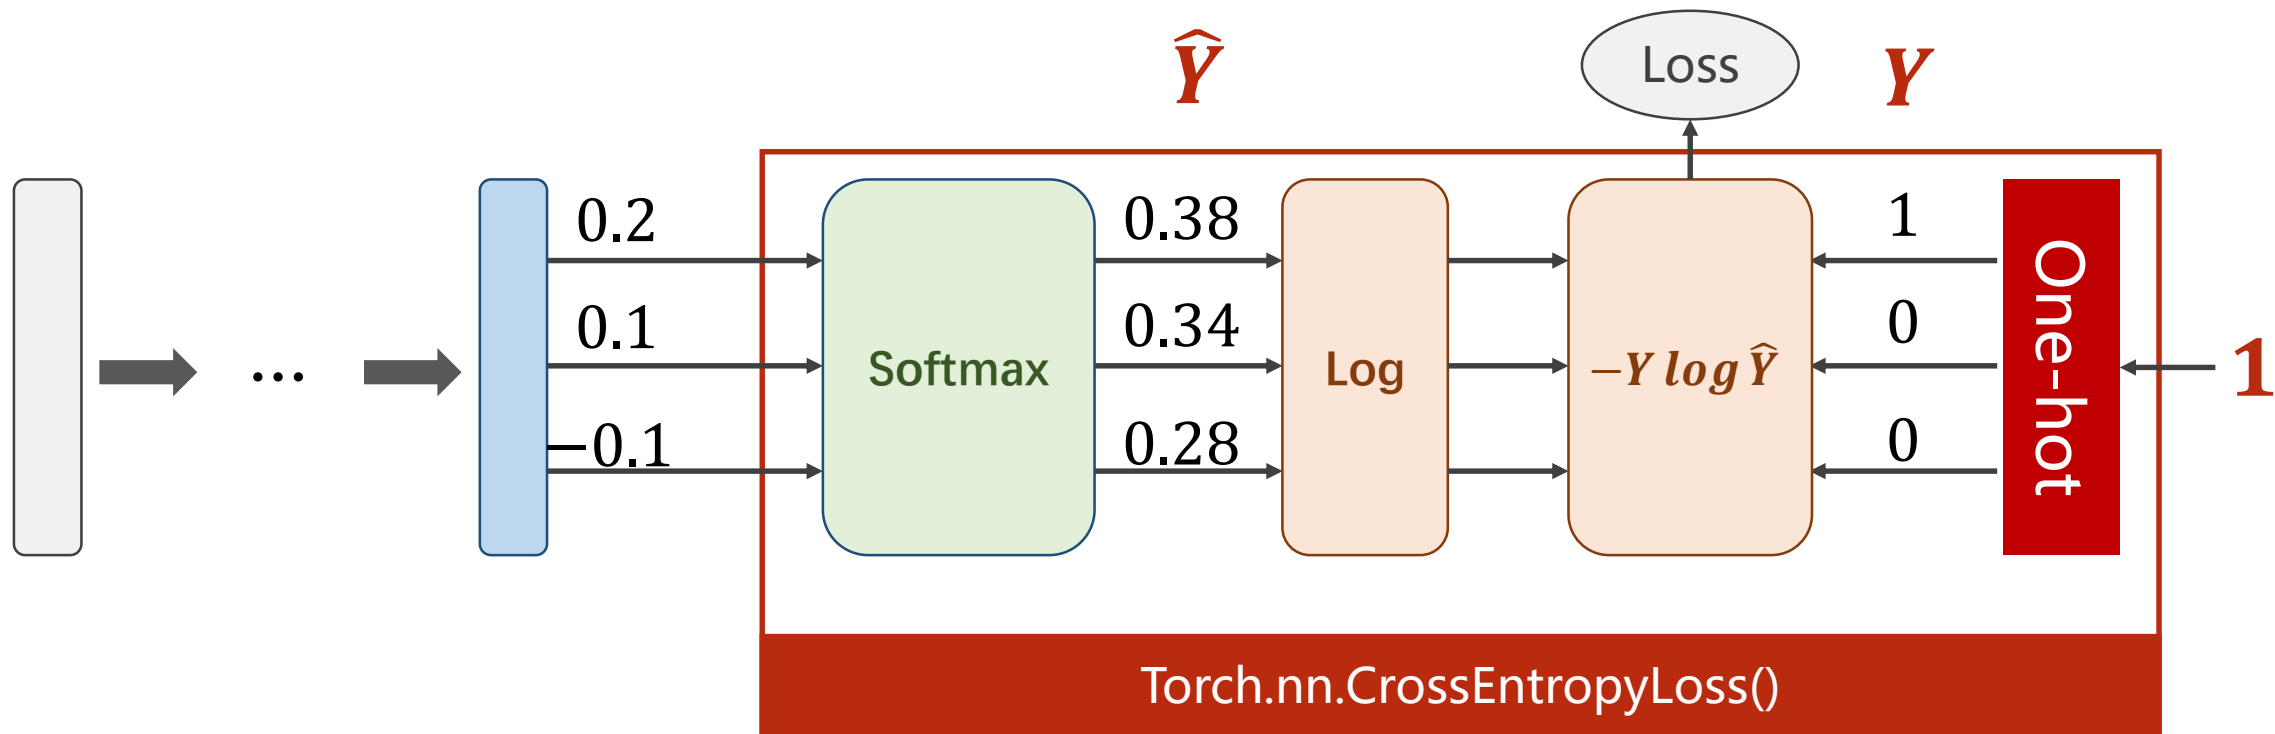 Ŷ
Loss
Y
0.2
0.38
1
0.1
0.34
0
−0.1
0.28
0
...
Softmax
Log
−Y log Ŷ
One-hot
1
Torch.nn.CrossEntropyLoss()